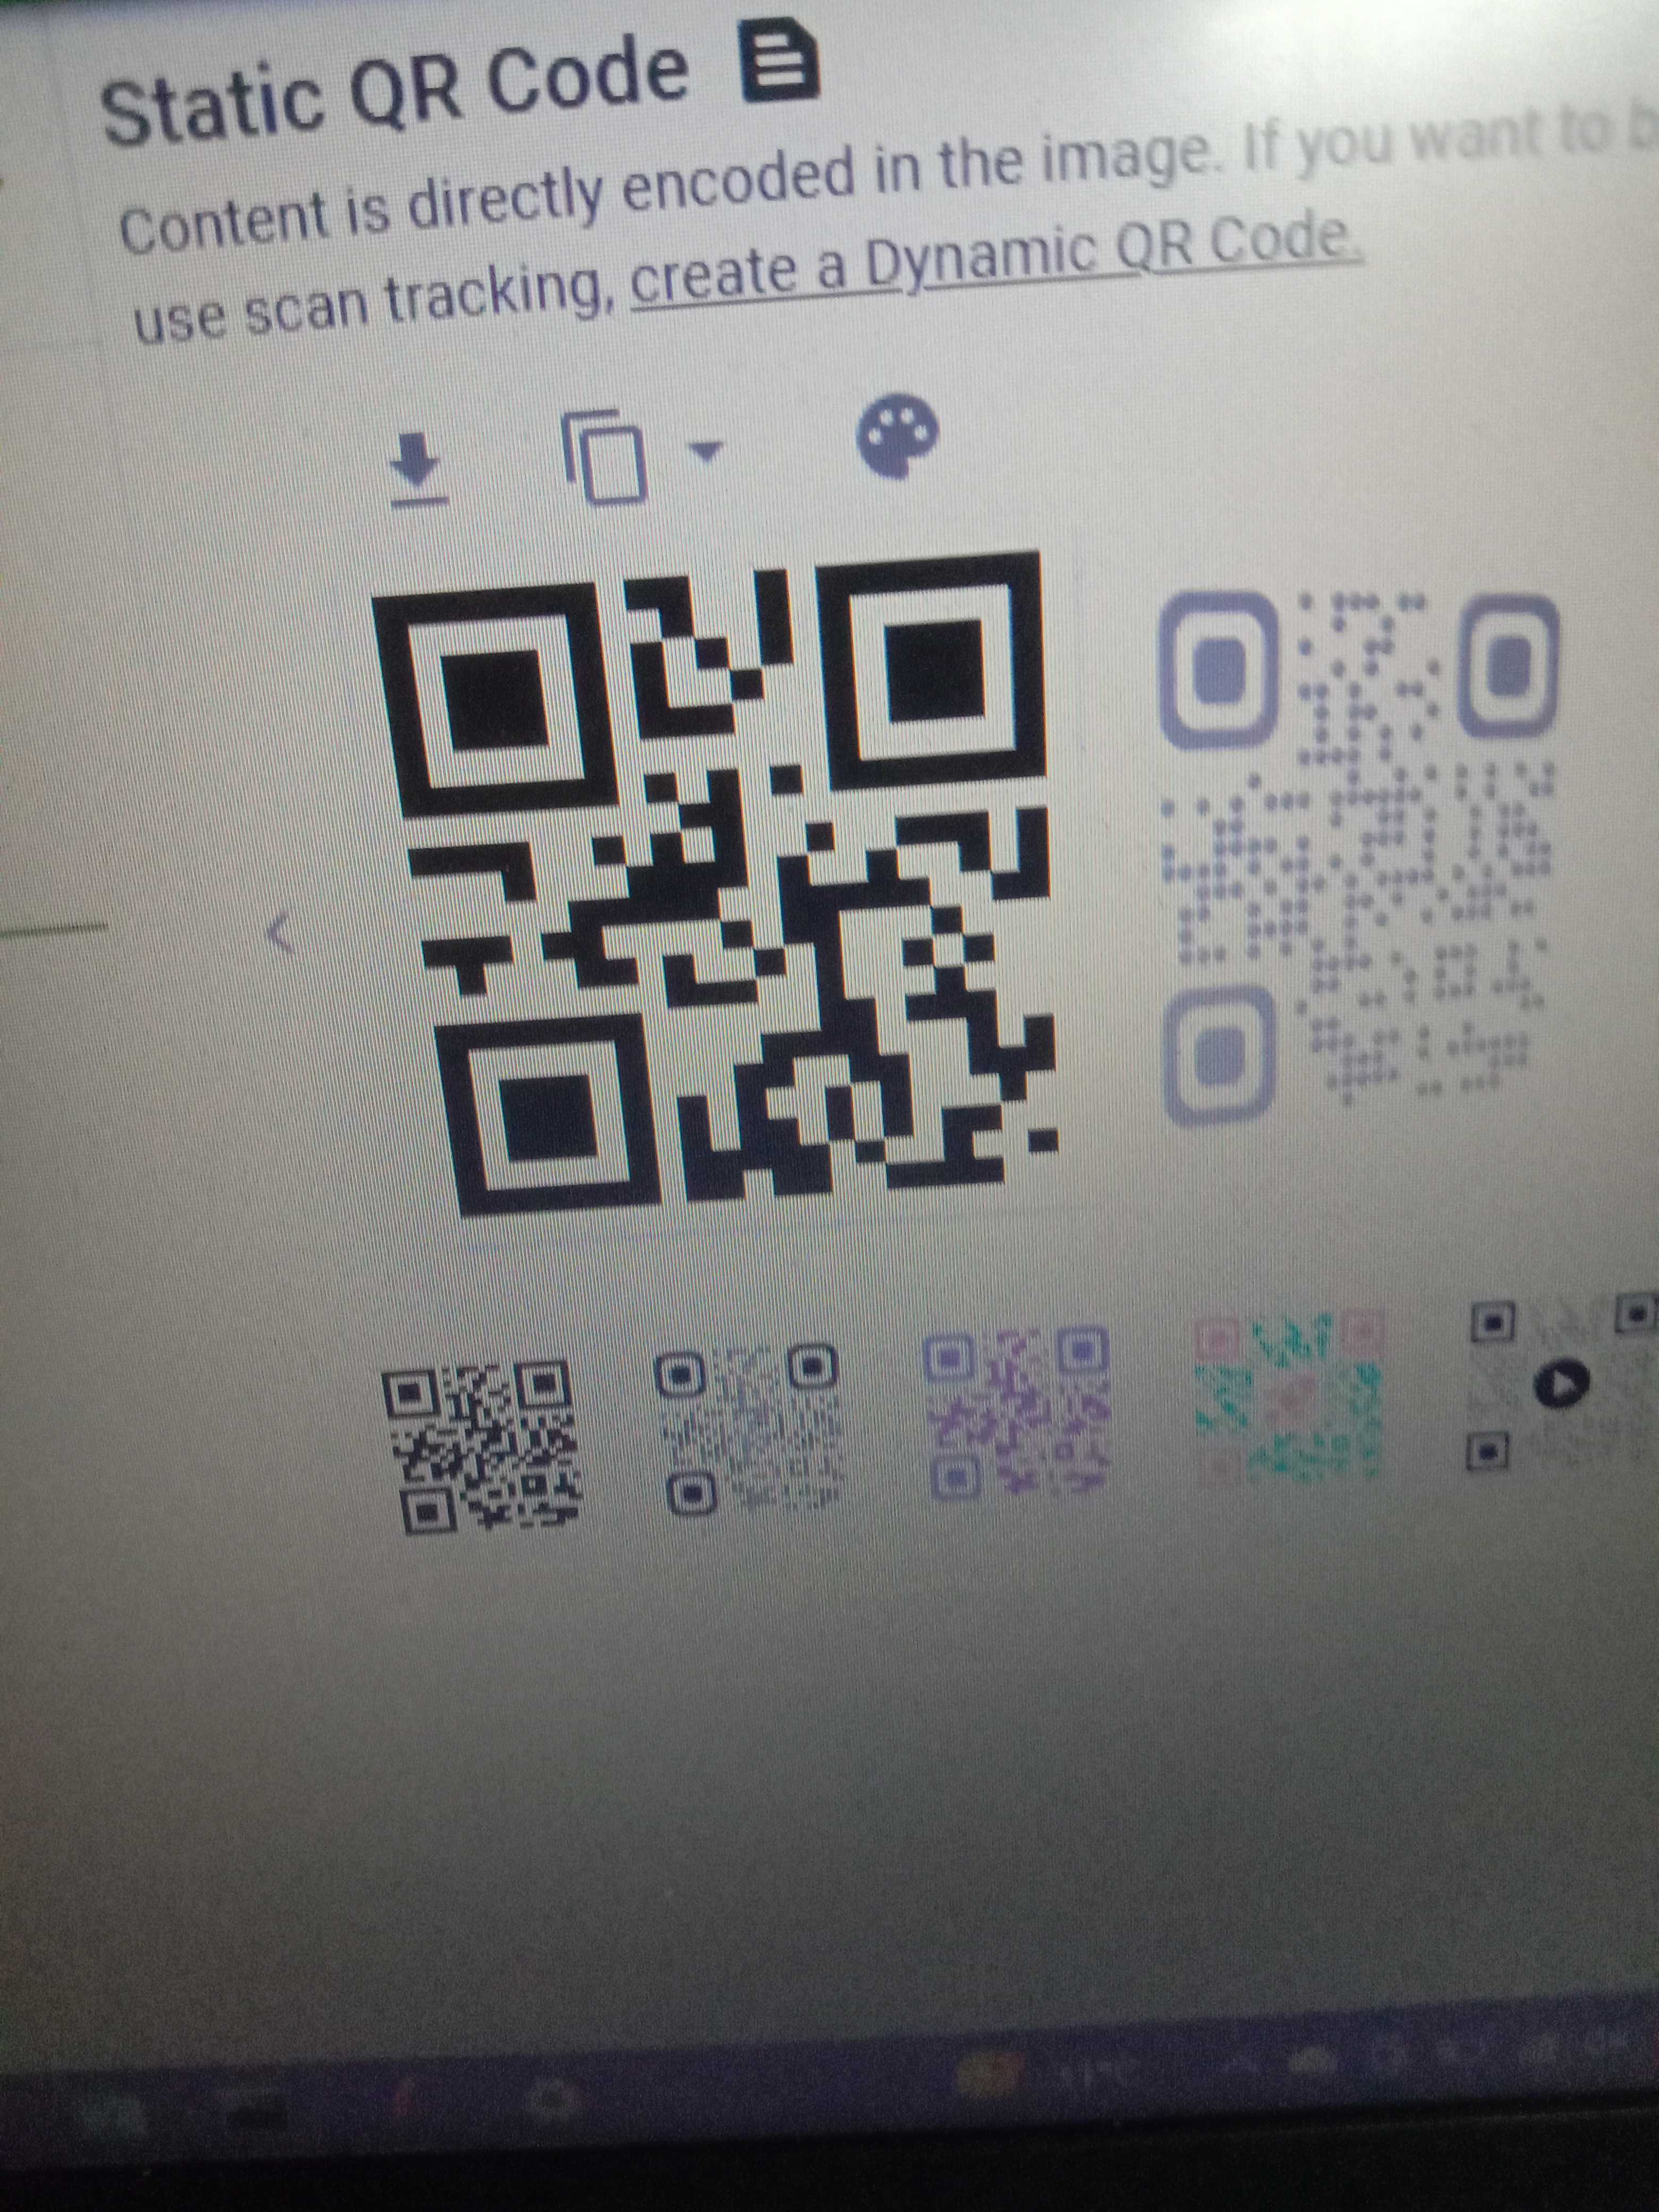 Static QR Code
Content is directly encoded in the image. If you want to b
use scan tracking, create a Dynamic QR Code.